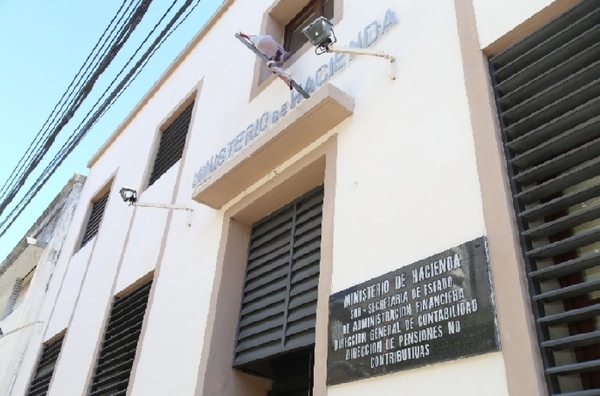 MINISTERIO DE HACIENDA
MINISTERIO DE HACIENDA
SUB-SECRETARIA DE ESTADO
DE ADMINISTRACIÓN FINANCIERA
DIRECCION GENERAL DE CONTABILIDAD
DIRECCION DE PENSIONES NO
CONTRIBUTIVAS